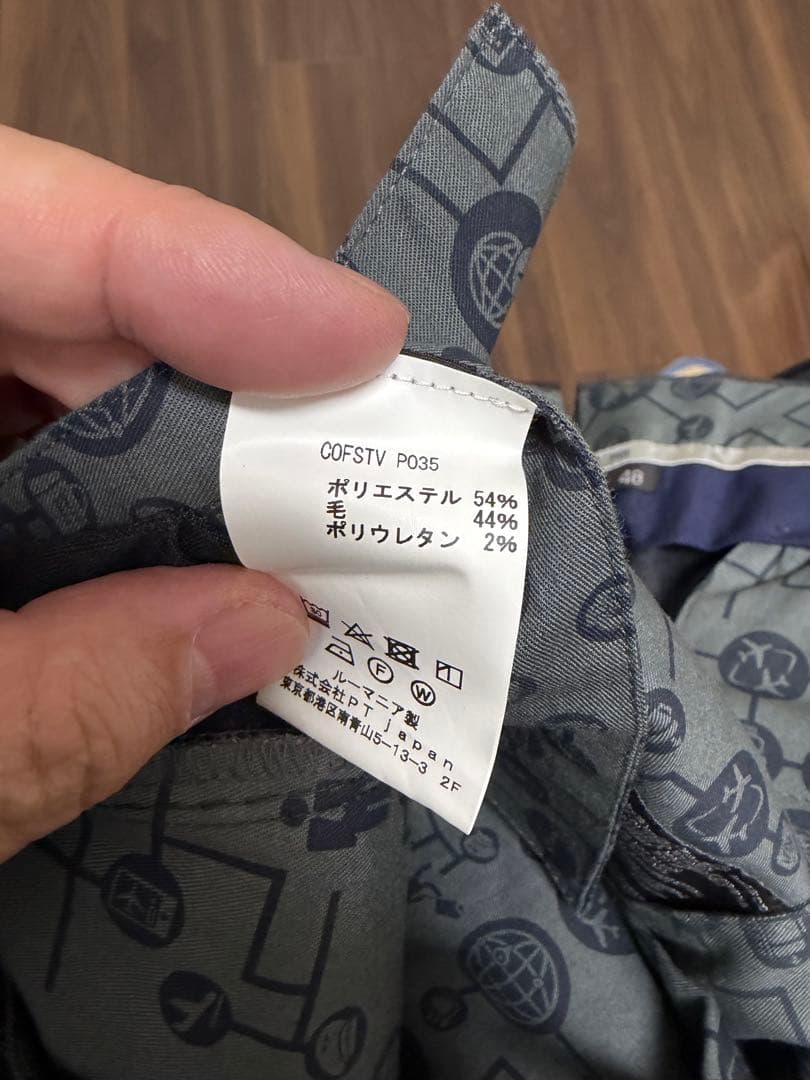 COFSTV P035
ポリエステル 54%
毛 44%
ポリウレタン 2%
F
W
ルーマニア製
株式会社PT japan
東京都港区南青山5-13-3 2F
48